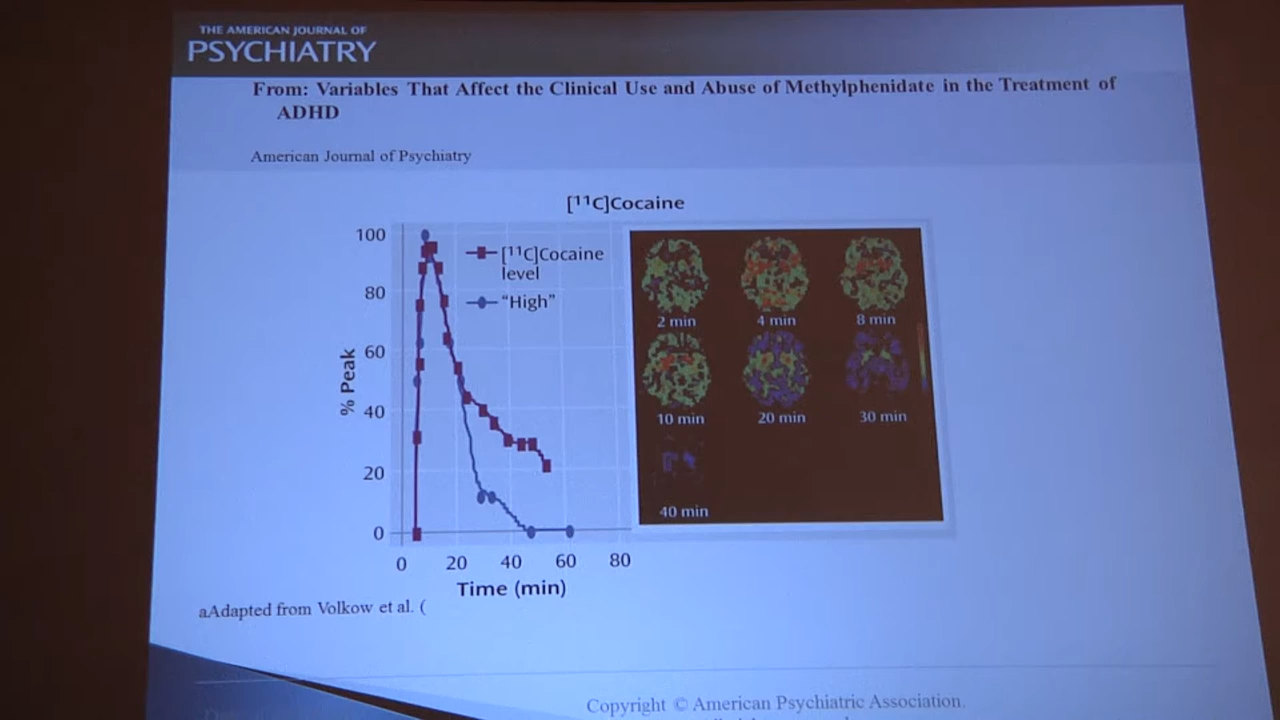 THE AMERICAN JOURNAL OF
PSYCHIATRY
From: Variables That Affect the Clinical Use and Abuse of Methylphenidate in the Treatment of
ADHD
American Journal of Psychiatry
[¹¹C]Cocaine
100
80
60
40
20
0
% Peak
[¹¹C]Cocaine
level
“High”
0 20 40 60 80
Time (min)
2 min 4 min 8 min
10 min 20 min 30 min
40 min
aAdapted from Volkow et al. (
Copyright © American Psychiatric Association.